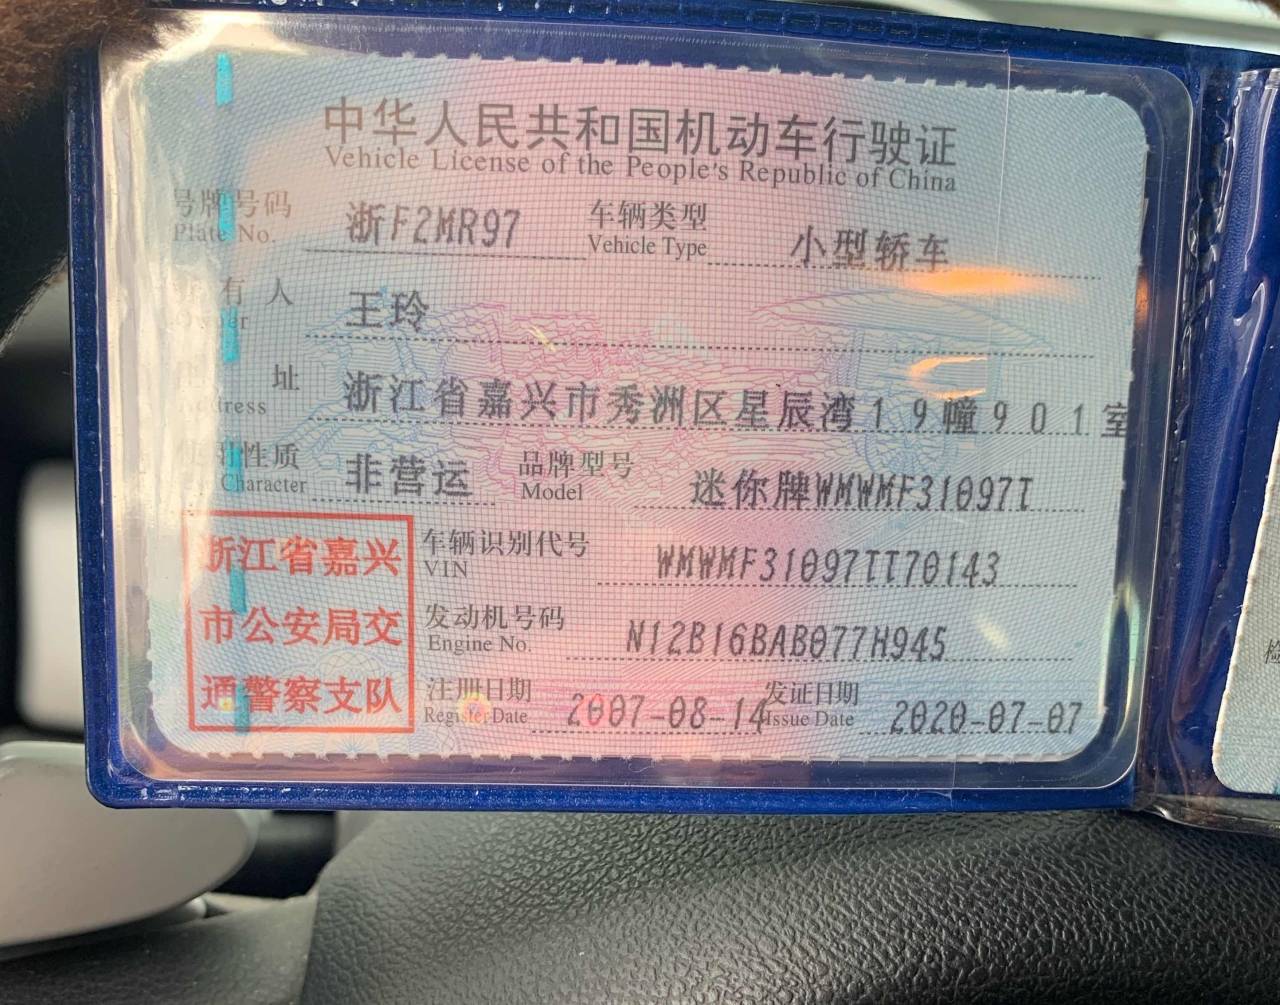 中华人民共和国机动车行驶证
Vehicle License of the People's Republic of China
号牌号码 浙F2MR97 车辆类型 小型轿车
Plate No. Vehicle Type
有人 王玲
Owner
址 浙江省嘉兴市秀洲区星辰湾19幢901室
Address
性质 非营运 品牌型号 迷你牌WMWMF31097T
Character Model
车辆识别代号 WMWMF31097TT70143
VIN
发动机号码 N12B16BAB077H945
Engine No.
注册日期 2007-08-14 发证日期 2020-07-07
Register Date Issue Date
浙江省嘉兴
市公安局交
通警察支队